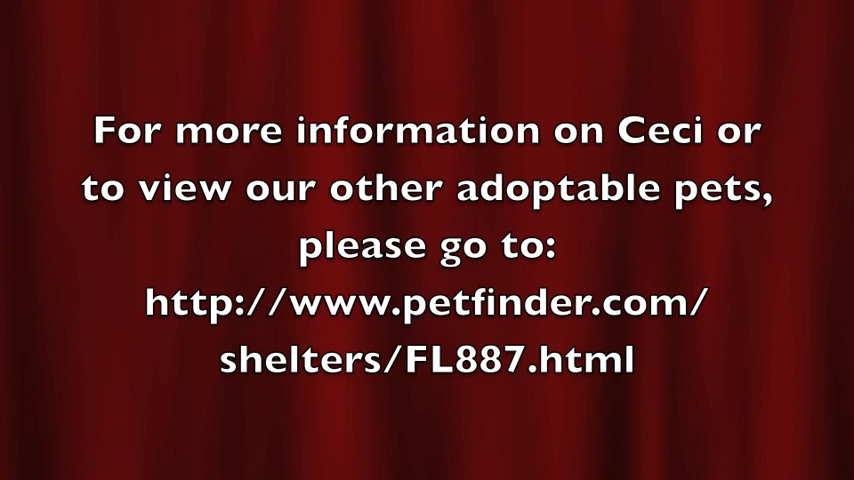 For more information on Ceci or
to view our other adoptable pets,
please go to:
http://www.petfinder.com/
shelters/FL887.html